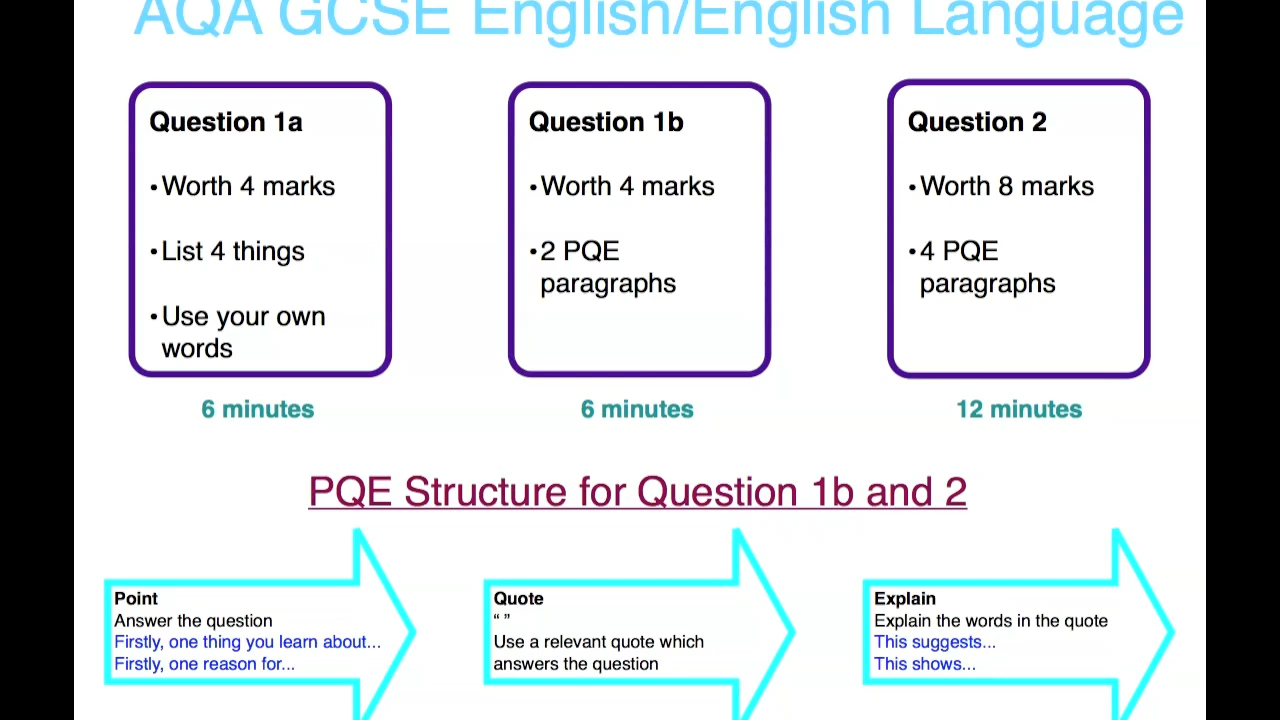 AQA GCSE English/English Language
Question 1a
•Worth 4 marks
•List 4 things
•Use your own
words
6 minutes
Question 1b
•Worth 4 marks
•2 PQE
paragraphs
6 minutes
Question 2
•Worth 8 marks
•4 PQE
paragraphs
12 minutes
PQE Structure for Question 1b and 2
Point
Answer the question
Firstly, one thing you learn about...
Firstly, one reason for...
Quote
“ ”
Use a relevant quote which
answers the question
Explain
Explain the words in the quote
This suggests...
This shows...